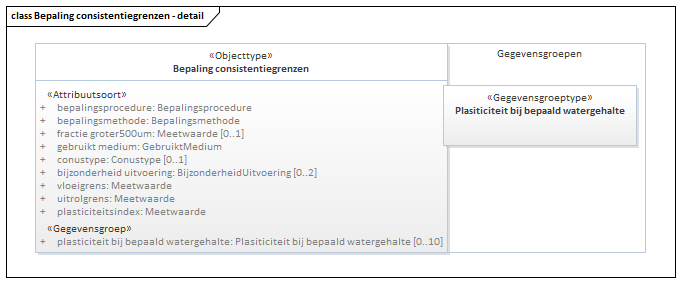 class Bepaling consistentiegrenzen - detail
«Objecttype»
Bepaling consistentiegrenzen
«Attribuutsoort»
+ bepalingsprocedure: Bepalingsprocedure
+ bepalingsmethode: Bepalingsmethode
+ fractie groter500um: Meetwaarde [0..1]
+ gebruikt medium: GebruiktMedium
+ conustype: Conustype [0..1]
+ bijzonderheid uitvoering: BijzonderheidUitvoering [0..2]
+ vloeigrens: Meetwaarde
+ uitrolgrens: Meetwaarde
+ plasticiteitsindex: Meetwaarde
«Gegevensgroep»
+ plasticiteit bij bepaald watergehalte: Plasiticiteit bij bepaald watergehalte [0..10]
Gegevensgroepen
«Gegevensgroeptype»
Plasiticiteit bij bepaald watergehalte